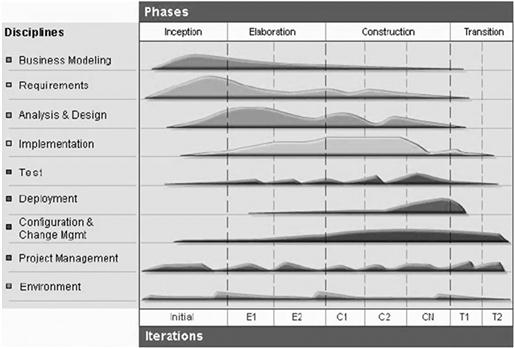 Phases
Disciplines
Inception Elaboration Construction Transition
Business Modeling
Requirements
Analysis & Design
Implementation
Test
Deployment
Configuration &
Change Mgmt
Project Management
Environment
Initial E1 E2 C1 C2 CN T1 T2
Iterations